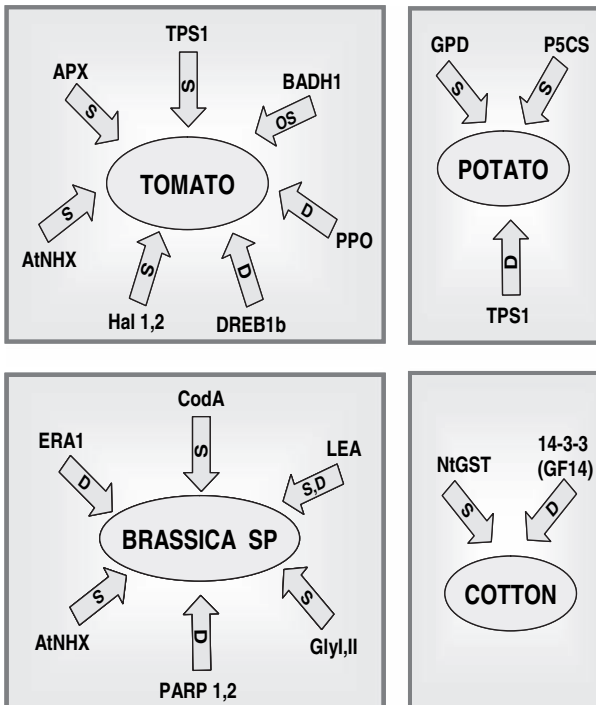 TPS1
S
APX
S
BADH1
OS
TOMATO
S
AtNHX
D
PPO
S
Hal 1,2
D
DREB1b
GPD
S
P5CS
S
POTATO
D
TPS1
CodA
S
ERA1
D
LEA
S,D
BRASSICA SP
S
AtNHX
D
PARP 1,2
S
GlyI,II
NtGST
S
14-3-3
(GF14)
D
COTTON